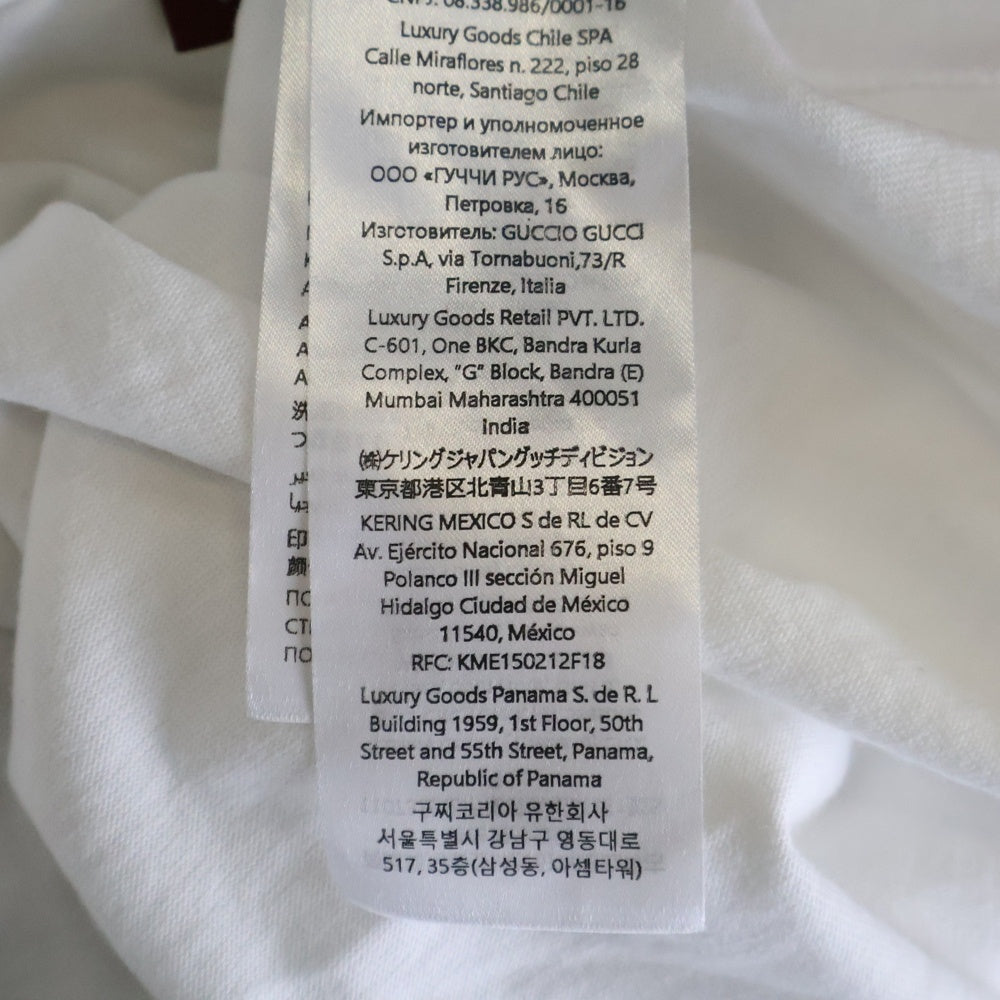 CNPJ: 08.338.986/0001-16
Luxury Goods Chile SPA
Calle Miraflores n. 222, piso 28
norte, Santiago Chile
Импортер и уполномоченное
изготовителем лицо:
ООО «ГУЧЧИ РУС», Москва,
Петровка, 16
Изготовитель: GUCCIO GUCCI
S.p.A, via Tornabuoni,73/R
Firenze, Italia
Luxury Goods Retail PVT. LTD.
C-601, One BKC, Bandra Kurla
Complex, "G" Block, Bandra (E)
Mumbai Maharashtra 400051
India
㈱ケリングジャパングッチディビジョン
東京都港区北青山3丁目6番7号
KERING MEXICO S de RL de CV
Av. Ejército Nacional 676, piso 9
Polanco III sección Miguel
Hidalgo Ciudad de México
11540, México
RFC: KME150212F18
Luxury Goods Panama S. de R. L
Building 1959, 1st Floor, 50th
Street and 55th Street, Panama,
Republic of Panama
구찌코리아 유한회사
서울특별시 강남구 영동대로
517, 35층(삼성동, 아셈타워)